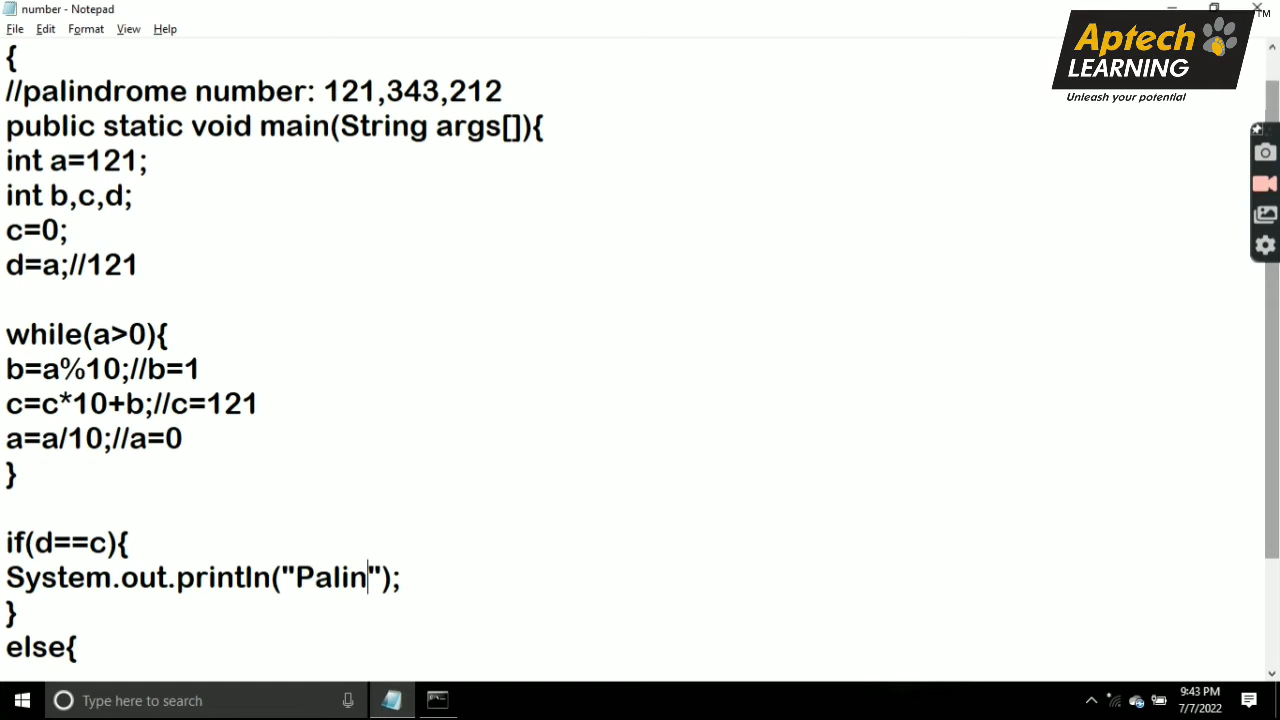 number - Notepad
File Edit Format View Help
Aptech
LEARNING
Unleash your potential
TM
{
//palindrome number: 121,343,212
public static void main(String args[]){
int a=121;
int b,c,d;
c=0;
d=a;//121
while(a>0){
b=a%10;//b=1
c=c*10+b;//c=121
a=a/10;//a=0
}
if(d==c){
System.out.println("Palin");
}
else{
Type here to search
9:43 PM
7/7/2022